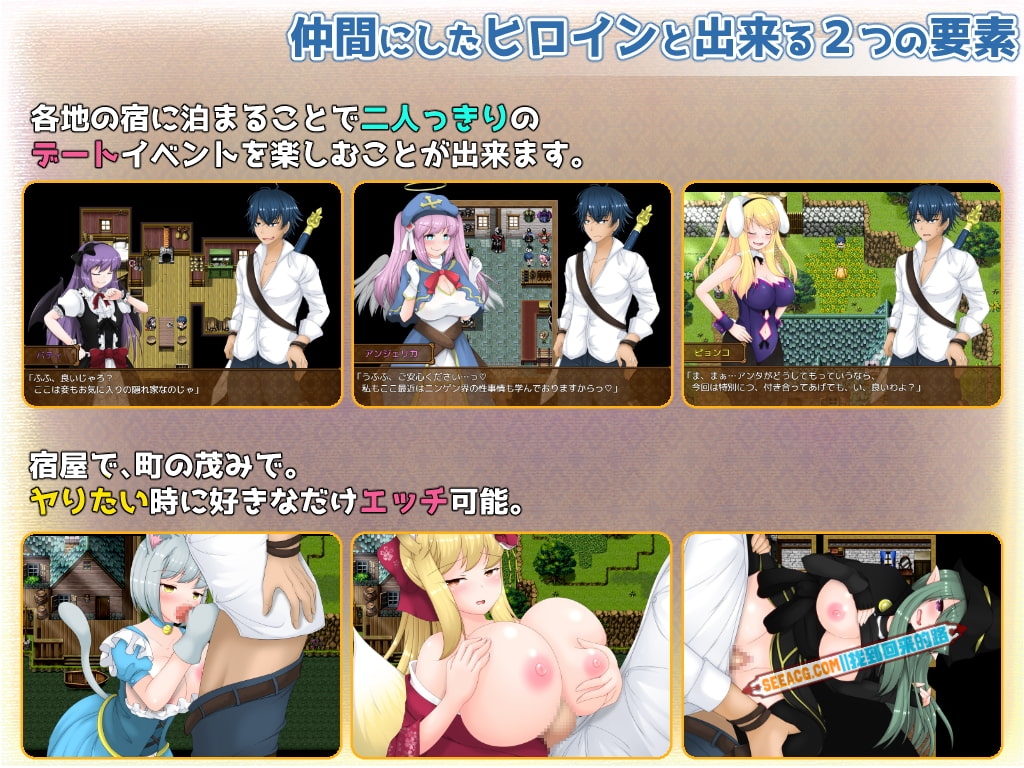 仲間にしたヒロインと出来る２つの要素
各地の宿に泊まることで二人っきりの
デートイベントを楽しむことが出来ます。
「ふふ、良いじゃろ？
ここは妾もお気に入りの隠れ家なのじゃ」
アンジェリカ
「うふふ、ご安心ください…っ♡
私もここ最近はニンゲン界の性事情も学んでおりますからっ♡」
ピョンコ
「ま、まぁ…アンタがどうしてもっていうなら、
今回は特別につ、付き合ってあげても、い、良いわよ？」
宿屋で、町の茂みで。
ヤりたい時に好きなだけエッチ可能。
SEEACG.COM||找到回来的路